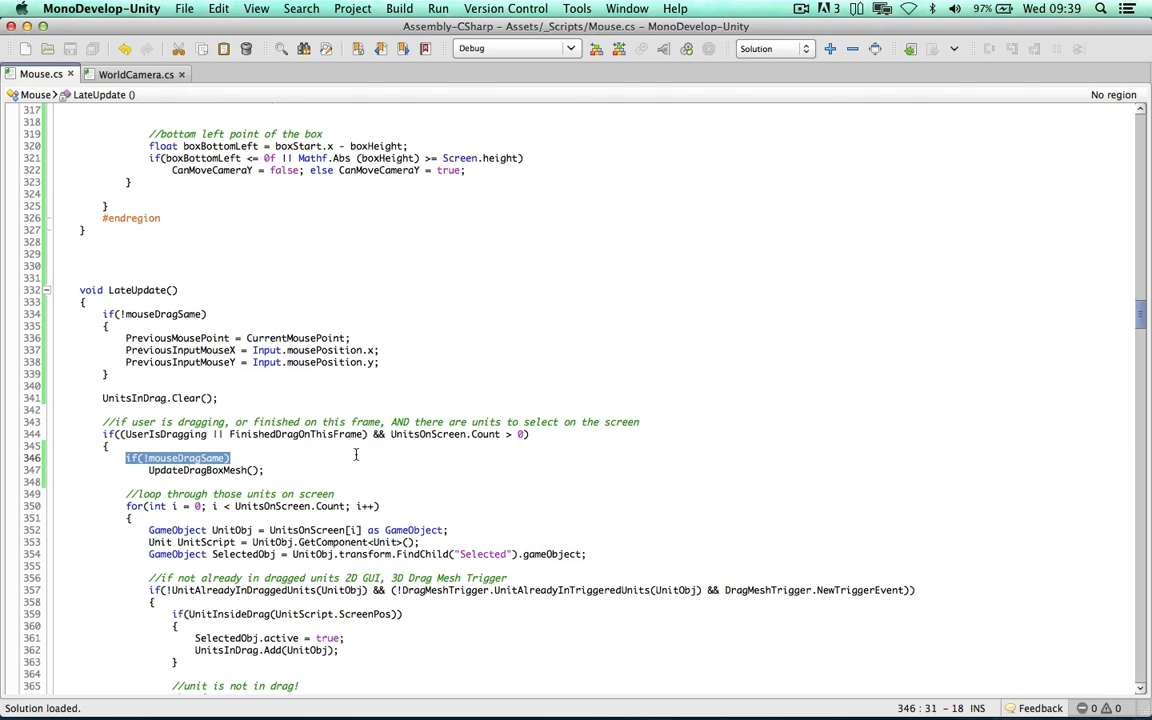 MonoDevelop-Unity File Edit View Search Project Build Run Version Control Tools Window Help 3 97% Wed 09:39
Assembly-CSharp - Assets/_Scripts/Mouse.cs - MonoDevelop-Unity
Debug Solution
Mouse.cs × WorldCamera.cs ×
Mouse LateUpdate () No region
317
318
319 //bottom left point of the box
320 float boxBottomLeft = boxStart.x - boxHeight;
321 if(boxBottomLeft <= 0f || Mathf.Abs (boxHeight) >= Screen.height)
322 CanMoveCameraY = false; else CanMoveCameraY = true;
323 }
324
325 }
326 #endregion
327 }
328
329
330
331
332 void LateUpdate()
333 {
334 if(!mouseDragSame)
335 {
336 PreviousMousePoint = CurrentMousePoint;
337 PreviousInputMouseX = Input.mousePosition.x;
338 PreviousInputMouseY = Input.mousePosition.y;
339 }
340
341 UnitsInDrag.Clear();
342
343 //if user is dragging, or finished on this frame, AND there are units to select on the screen
344 if((UserIsDragging || FinishedDragOnThisFrame) && UnitsOnScreen.Count > 0)
345 {
346 if(!mouseDragSame)
347 UpdateDragBoxMesh();
348
349 //loop through those units on screen
350 for(int i = 0; i < UnitsOnScreen.Count; i++)
351 {
352 GameObject UnitObj = UnitsOnScreen[i] as GameObject;
353 Unit UnitScript = UnitObj.GetComponent<Unit>();
354 GameObject SelectedObj = UnitObj.transform.FindChild("Selected").gameObject;
355
356 //if not already in dragged units 2D GUI, 3D Drag Mesh Trigger
357 if(!UnitAlreadyInDraggedUnits(UnitObj) && (!DragMeshTrigger.UnitAlreadyInTriggeredUnits(UnitObj) && DragMeshTrigger.NewTriggerEvent))
358 {
359 if(UnitInsideDrag(UnitScript.ScreenPos))
360 {
361 SelectedObj.active = true;
362 UnitsInDrag.Add(UnitObj);
363 }
364
365 //unit is not in drag!
Solution loaded. 346 : 31 - 18 INS Feedback 0 0